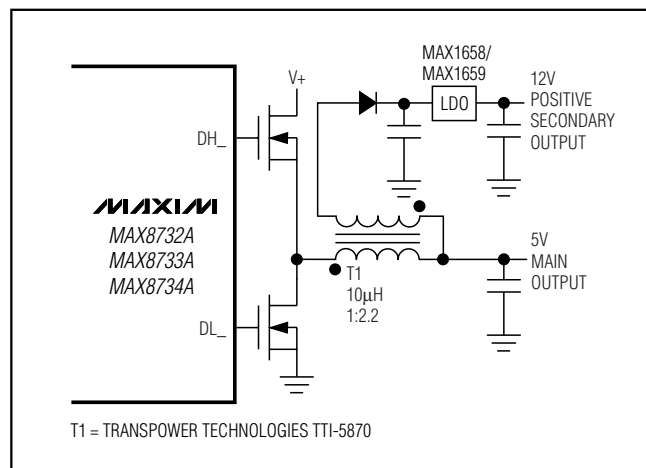 MAX1658/
MAX1659
V+
LDO
12V
POSITIVE
SECONDARY
OUTPUT
DH_
MAXIM
MAX8732A
MAX8733A
MAX8734A
T1
10μH
1:2.2
5V
MAIN
OUTPUT
DL_
T1 = TRANSPOWER TECHNOLOGIES TTI-5870